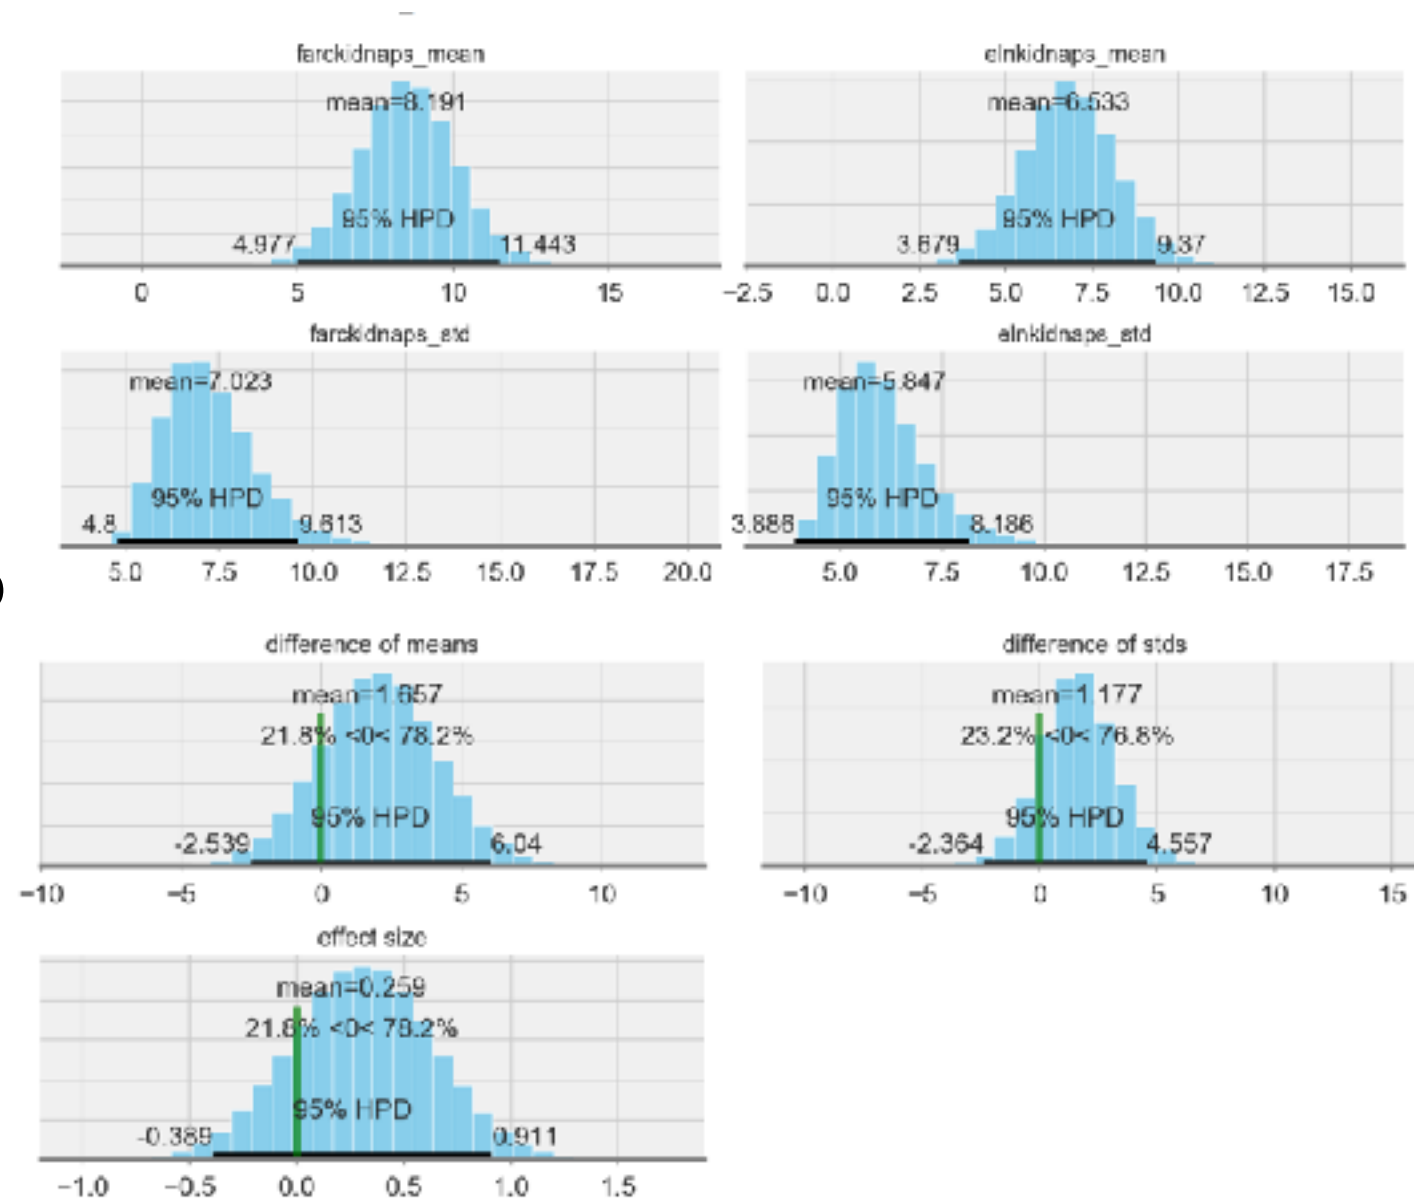 farckidnaps_mean
mean=8.191
95% HPD
4.977 11.443
0 5 10 15
elnkidnaps_mean
mean=6.533
95% HPD
3.679 9.37
−2.5 0.0 2.5 5.0 7.5 10.0 12.5 15.0
farckidnaps_std
mean=7.023
95% HPD
4.8 9.613
5.0 7.5 10.0 12.5 15.0 17.5 20.0
elnkidnaps_std
mean=5.847
95% HPD
3.886 8.186
5.0 7.5 10.0 12.5 15.0 17.5
)
difference of means
mean=1.657
21.8% <0< 78.2%
95% HPD
-2.539 6.04
−10 −5 0 5 10
difference of stds
mean=1.177
23.2% <0< 76.8%
95% HPD
-2.364 4.557
−10 −5 0 5 10 15
effect size
mean=0.259
21.8% <0< 78.2%
95% HPD
-0.389 0.911
−1.0 −0.5 0.0 0.5 1.0 1.5